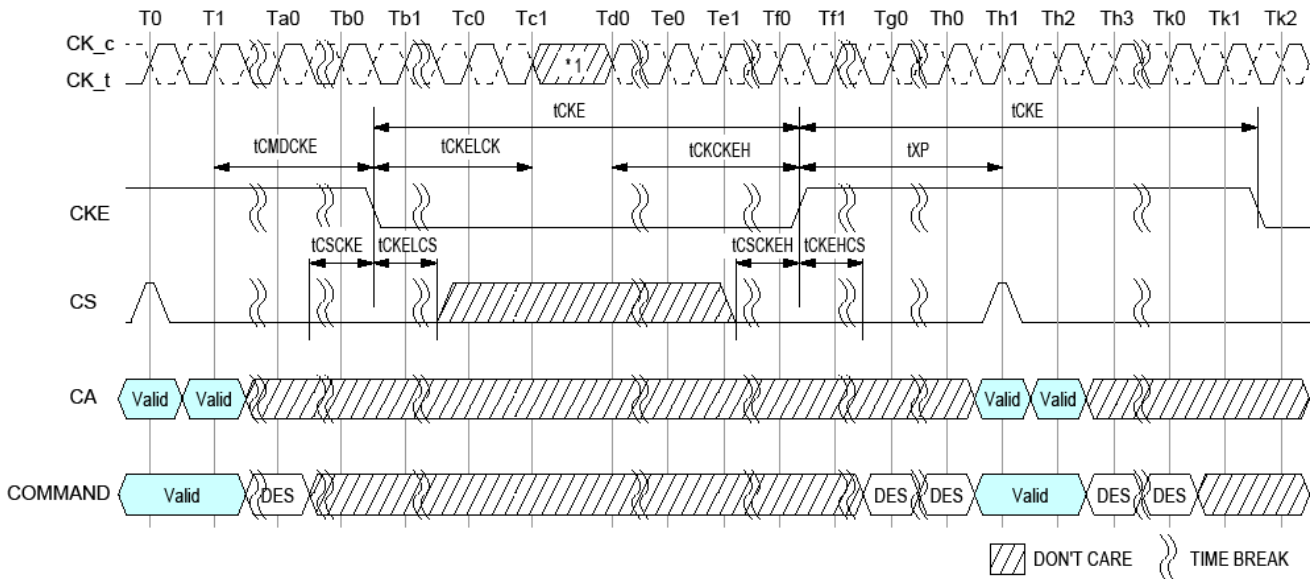 T0 T1 Ta0 Tb0 Tb1 Tc0 Tc1 Td0 Te0 Te1 Tf0 Tf1 Tg0 Th0 Th1 Th2 Th3 Tk0 Tk1 Tk2
CK_c
CK_t
*1
tCKE tCKE
tCMDCKE tCKELCK tCKCKEH tXP
CKE
tCSCKE tCKELCS tCSCKEH tCKEHCS
CS
CA Valid Valid Valid Valid
COMMAND Valid DES DES DES Valid DES DES
DON'T CARE TIME BREAK